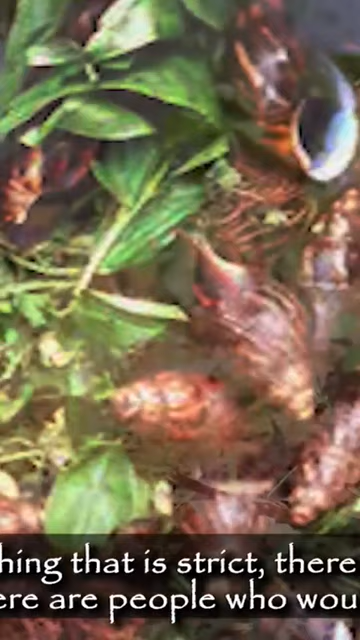 hing that is strict, there
ere are people who wou